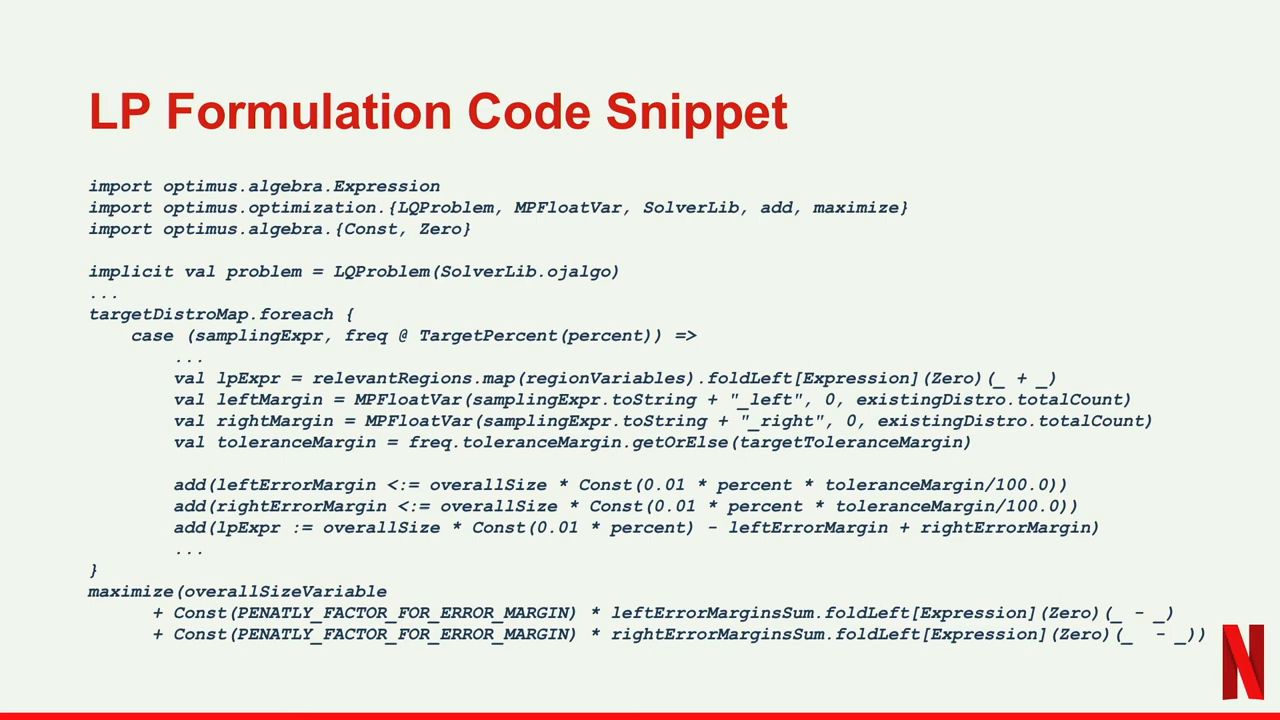 LP Formulation Code Snippet
import optimus.algebra.Expression
import optimus.optimization.{LQProblem, MPFloatVar, SolverLib, add, maximize}
import optimus.algebra.{Const, Zero}
implicit val problem = LQProblem(SolverLib.ojalgo)
...
targetDistroMap.foreach {
case (samplingExpr, freq @ TargetPercent(percent)) =>
...
val lpExpr = relevantRegions.map(regionVariables).foldLeft[Expression](Zero)(_ + _)
val leftMargin = MPFloatVar(samplingExpr.toString + "_left", 0, existingDistro.totalCount)
val rightMargin = MPFloatVar(samplingExpr.toString + "_right", 0, existingDistro.totalCount)
val toleranceMargin = freq.toleranceMargin.getOrElse(targetToleranceMargin)
add(leftErrorMargin <:= overallSize * Const(0.01 * percent * toleranceMargin/100.0))
add(rightErrorMargin <:= overallSize * Const(0.01 * percent * toleranceMargin/100.0))
add(lpExpr := overallSize * Const(0.01 * percent) - leftErrorMargin + rightErrorMargin)
...
}
maximize(overallSizeVariable
+ Const(PENATLY_FACTOR_FOR_ERROR_MARGIN) * leftErrorMarginsSum.foldLeft[Expression](Zero)(_ - _)
+ Const(PENATLY_FACTOR_FOR_ERROR_MARGIN) * rightErrorMarginsSum.foldLeft[Expression](Zero)(_ - _))
N